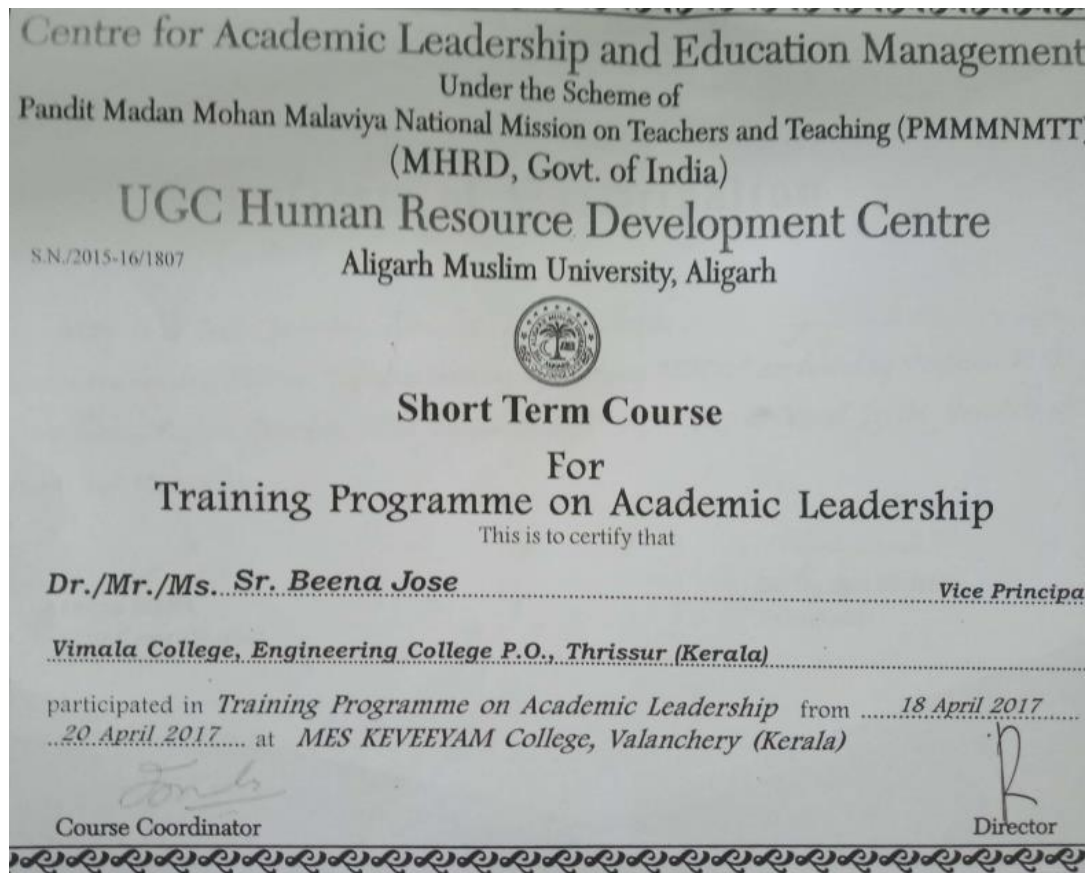 Centre for Academic Leadership and Education Management
Under the Scheme of
Pandit Madan Mohan Malaviya National Mission on Teachers and Teaching (PMMMNMTT)
(MHRD, Govt. of India)
UGC Human Resource Development Centre
S.N./2015-16/1807
Aligarh Muslim University, Aligarh
Short Term Course
For
Training Programme on Academic Leadership
This is to certify that
Dr./Mr./Ms. Sr. Beena Jose Vice Principa
Vimala College, Engineering College P.O., Thrissur (Kerala)
participated in Training Programme on Academic Leadership from 18 April 2017
20 April 2017 at MES KEVEEYAM College, Valanchery (Kerala)
Course Coordinator
Director